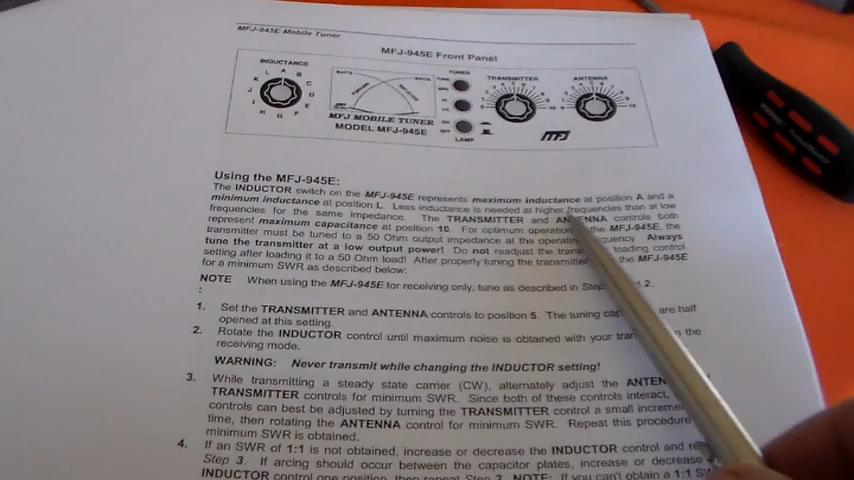 MFJ-945E Mobile Tuner
MFJ-945E Front Panel
INDUCTANCE
A B C D E F G H I J K L
WATTS WATTS
FORWARD REFLECTED
MFJ MOBILE TUNER
MODEL MFJ-945E
TUNER
LAMP
TRANSMITTER
ANTENNA
MFJ
Using the MFJ-945E:
The INDUCTOR switch on the MFJ-945E represents maximum inductance at position A and a
minimum inductance at position L. Less inductance is needed at higher frequencies than at low
frequencies for the same impedance. The TRANSMITTER and ANTENNA controls both
represent maximum capacitance at position 10. For optimum operation the MFJ-945E, the
transmitter must be tuned to a 50 Ohm output impedance at the operating Always
tune the transmitter at a low output power! Do not readjust the loading control
setting after loading it to a 50 Ohm load! After properly tuning the the MFJ-945E
for a minimum SWR as described below:
NOTE When using the MFJ-945E for receiving only, tune as described in 2.
:
1. Set the TRANSMITTER and ANTENNA controls to position 5. The tuning are half
opened at this setting.
2. Rotate the INDUCTOR control until maximum noise is obtained with your the
receiving mode.
WARNING: Never transmit while changing the INDUCTOR setting!
3. While transmitting a steady state carrier (CW), alternately adjust the
TRANSMITTER controls for minimum SWR. Since both of these controls interact,
controls can best be adjusted by turning the TRANSMITTER control a small
time, then rotating the ANTENNA control for minimum SWR. Repeat this procedure
minimum SWR is obtained.
4. If an SWR of 1:1 is not obtained, increase or decrease the INDUCTOR control and
Step 3. If arcing should occur between the capacitor plates, increase or decrease
INDUCTOR control one position, then repeat Step 3. NOTE: If you can't obtain a 1:1